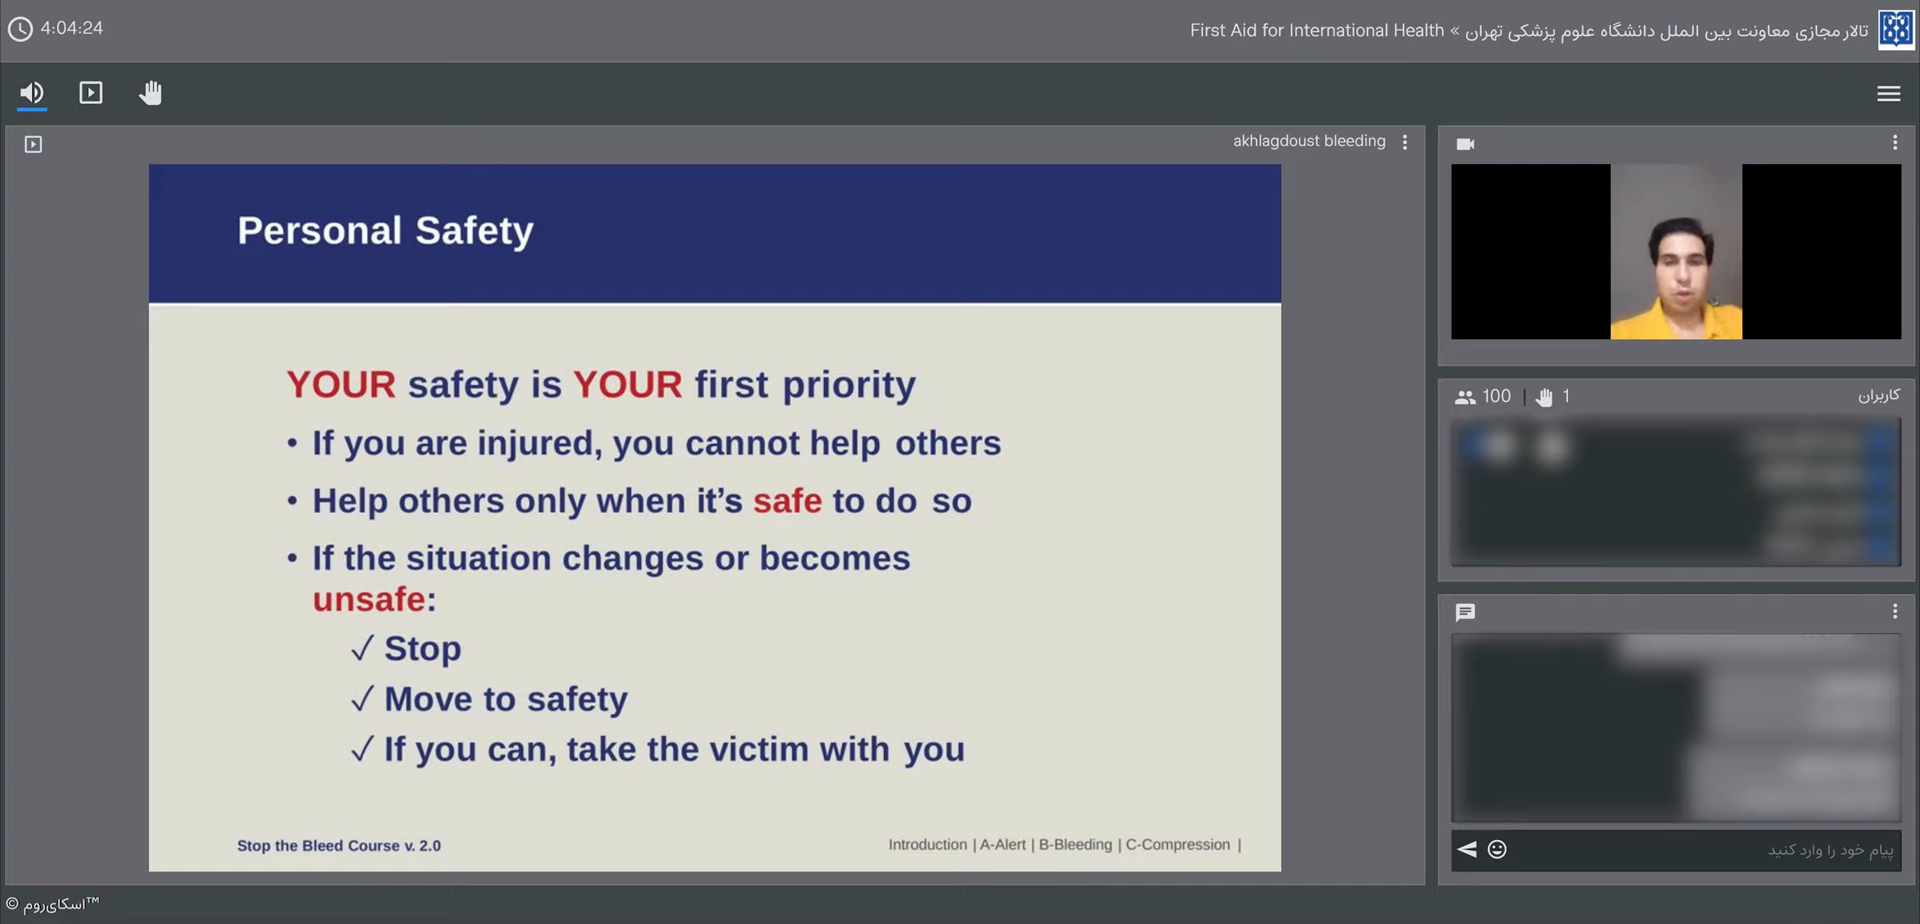 4:04:24
تالار مجازی معاونت بین الملل دانشگاه علوم پزشکی تهران » First Aid for International Health
akhlagdoust bleeding
Personal Safety
YOUR safety is YOUR first priority
• If you are injured, you cannot help others
• Help others only when it’s safe to do so
• If the situation changes or becomes
unsafe:
✓ Stop
✓ Move to safety
✓ If you can, take the victim with you
Stop the Bleed Course v. 2.0
Introduction | A-Alert | B-Bleeding | C-Compression |
100 | 1
کاربران
پیام خود را وارد کنید
© اسکای‌روم™